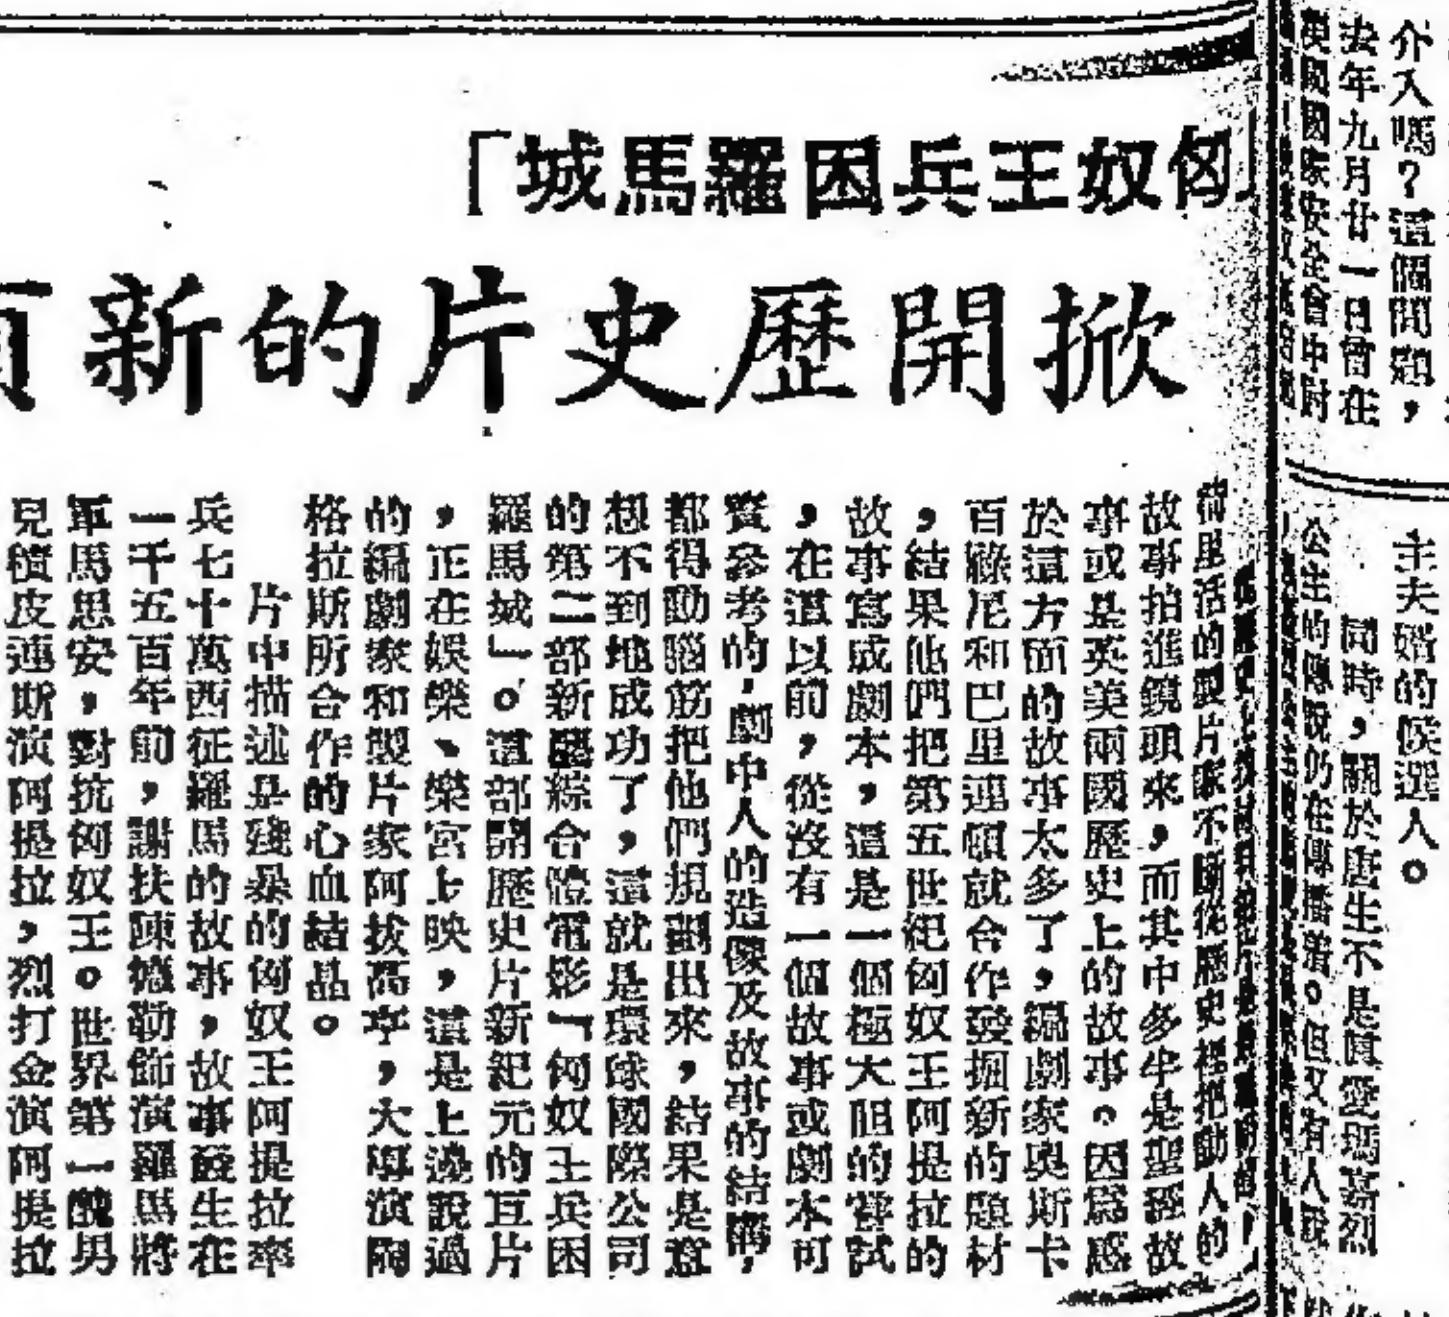 介入嗎？這個問題，
去年九月廿一日曾在
英國國家安全會中討
主夫婿的候選人。
同時，關於唐生不是真愛瑪嘉烈
公主的傳說仍在傳播着。但又有人說
匈奴王兵困羅馬城「
掀開歷史片的新頁
荷里活的製片家不斷從歷史裡把動人的
故事拍進鏡頭來，而其中多半是聖經故
事或是英美兩國歷史上的故事。因爲惑
於這方面的故事太多了，編劇家奧斯卡
百祿尼和巴里連頓就合作發掘新的題材
，結果他們把第五世紀匈奴王阿提拉的
故事寫成劇本，這是一個極大胆的嘗試
，在這以前，從沒有一個故事或劇本可
資參考的，劇中人的造像及故事的結構，
都得動腦筋把他們規劃出來，結果是意
想不到地成功了，這就是環球國際公司
的第二部新藝綜合體電影「匈奴王兵困
羅馬城」。這部開歷史片新紀元的巨片
，正在娛樂、樂宮上映，這是上邊說過
的編劇家和製片家阿拔高亭，大導演陶
格拉斯所合作的心血結晶。
片中描述是殘暴的匈奴王阿提拉率
兵七十萬西征羅馬的故事，故事發生在
一千五百年前，謝扶陳德勒飾演羅馬將
軍馬思安，對抗匈奴王。世界第一醜男
兒積皮連斯演阿提拉，烈打金演阿提拉